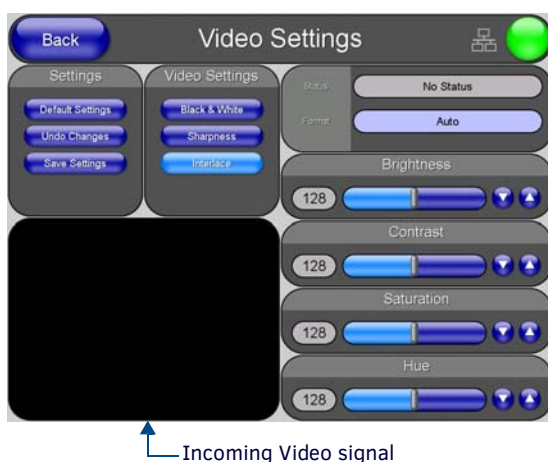 Back
Video Settings
Settings
Default Settings
Undo Changes
Save Settings
Video Settings
Black & White
Sharpness
Interlace
Status
No Status
Format
Auto
Brightness
128
Contrast
128
Saturation
128
Hue
128
Incoming Video signal